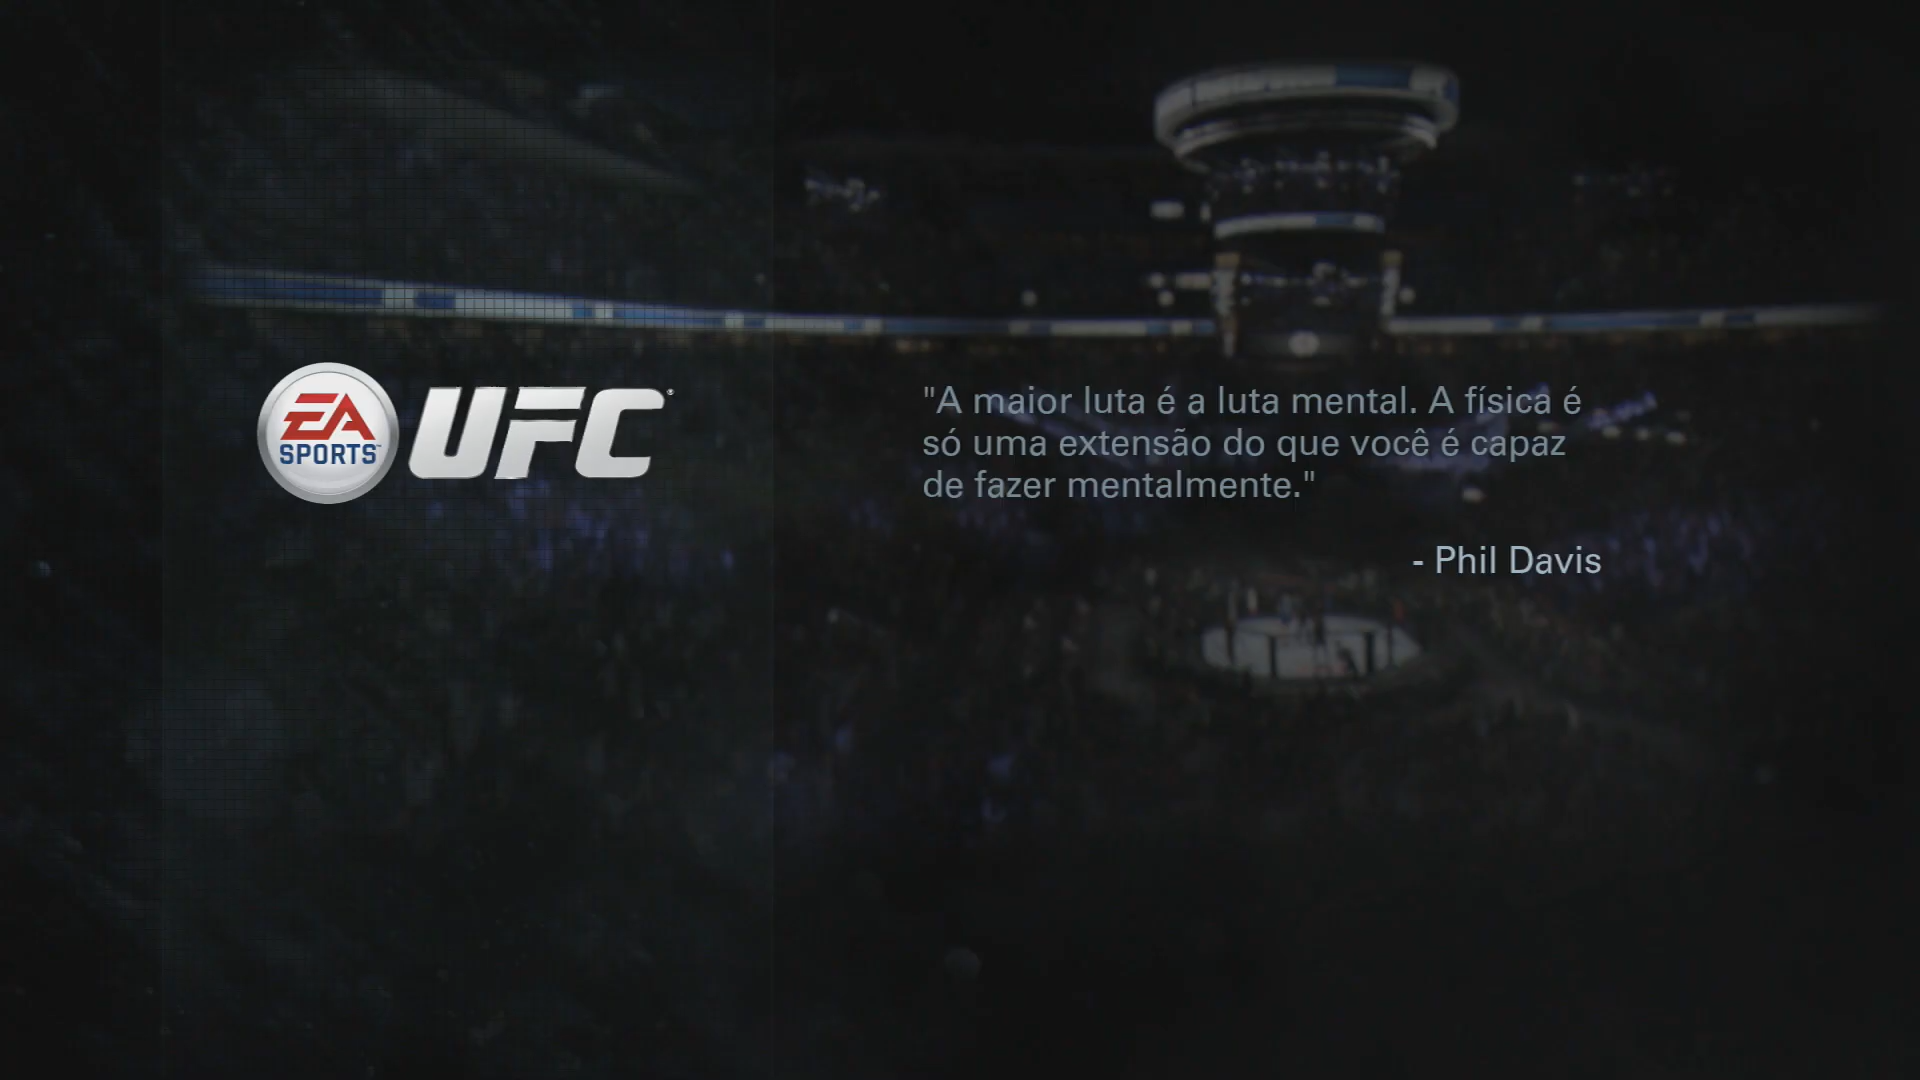 EA
SPORTS™
UFC®
"A maior luta é a luta mental. A física é
só uma extensão do que você é capaz
de fazer mentalmente."
- Phil Davis